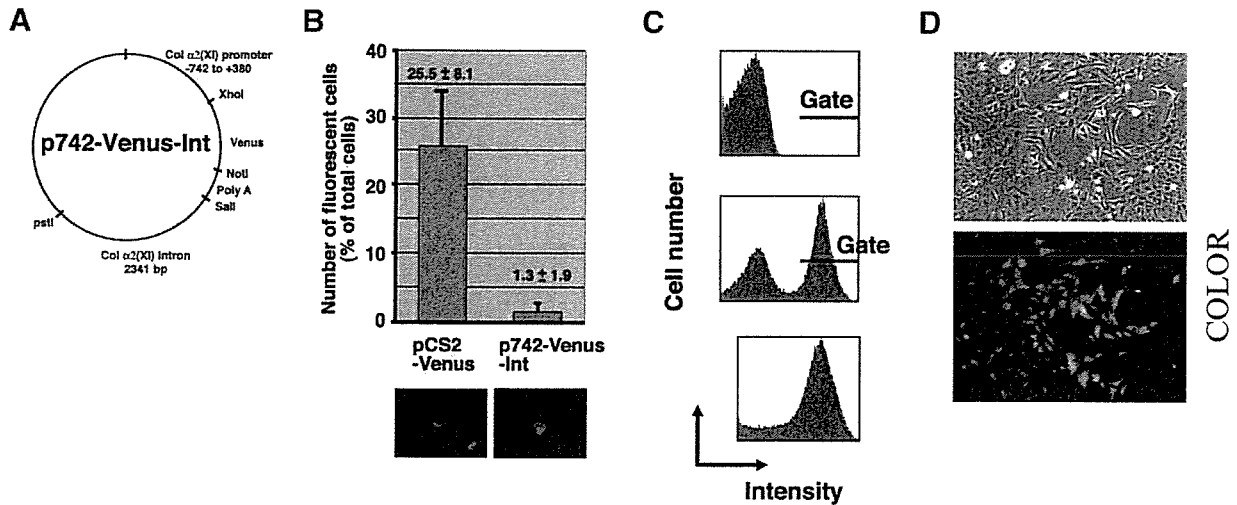 A
Col α2(XI) promoter
-742 to +380
XhoI
p742-Venus-Int
Venus
NotI
Poly A
SalI
pstI
Col α2(XI) Intron
2341 bp
B
Number of fluorescent cells
(% of total cells)
40
30
20
10
0
25.5 ± 8.1
1.3 ± 1.9
pCS2
-Venus
p742-Venus
-Int
C
Gate
Gate
Cell number
Intensity
D
COLOR